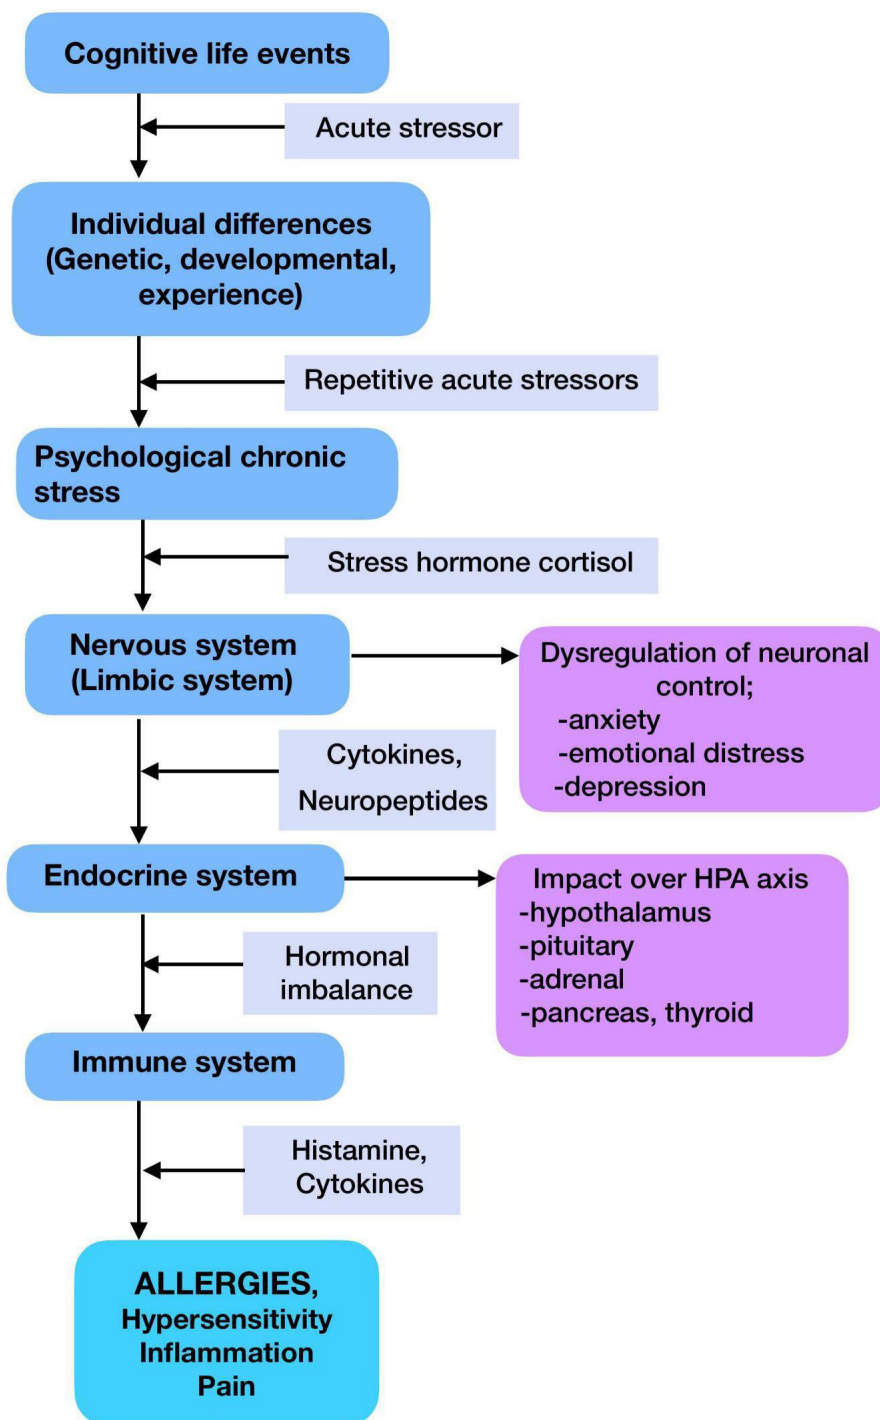 Cognitive life events
Acute stressor
Individual differences
(Genetic, developmental,
experience)
Repetitive acute stressors
Psychological chronic
stress
Stress hormone cortisol
Nervous system
(Limbic system)
Dysregulation of neuronal
control;
-anxiety
-emotional distress
-depression
Cytokines,
Neuropeptides
Endocrine system
Impact over HPA axis
-hypothalamus
-pituitary
-adrenal
-pancreas, thyroid
Hormonal
imbalance
Immune system
Histamine,
Cytokines
ALLERGIES,
Hypersensitivity
Inflammation
Pain